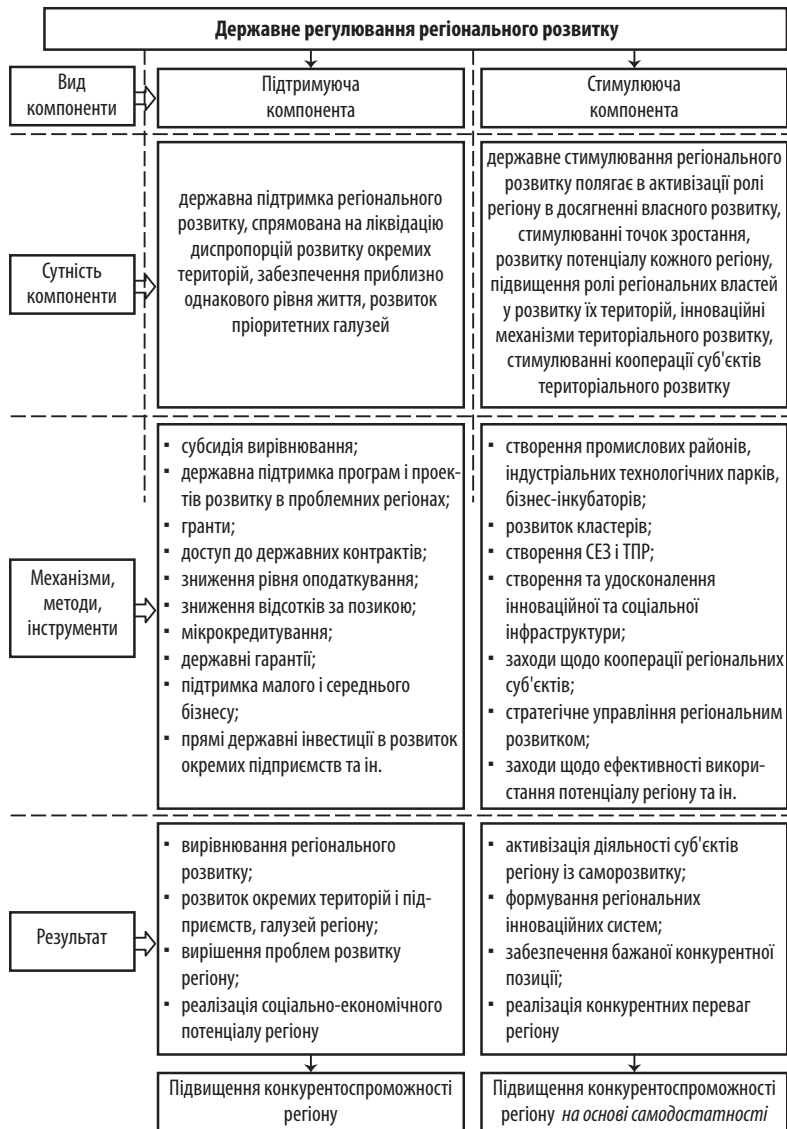 Державне регулювання регіонального розвитку
Вид
компоненти
Підтримуюча
компонента
Стимулююча
компонента
Сутність
компоненти
державна підтримка регіонального
розвитку, спрямована на ліквідацію
диспропорцій розвитку окремих
територій, забезпечення приблизно
однакового рівня життя, розвиток
пріоритетних галузей
державне стимулювання регіонального
розвитку полягає в активізації ролі
регіону в досягненні власного розвитку,
стимулюванні точок зростання,
розвитку потенціалу кожного регіону,
підвищення ролі регіональних властей
у розвитку їх територій, інноваційні
механізми територіального розвитку,
стимулюванні кооперації суб'єктів
територіального розвитку
Механізми,
методи,
інструменти
▪ субсидія вирівнювання;
▪ державна підтримка програм і проек-
тів розвитку в проблемних регіонах;
▪ гранти;
▪ доступ до державних контрактів;
▪ зниження рівня оподаткування;
▪ зниження відсотків за позикою;
▪ мікрокредитування;
▪ державні гарантії;
▪ підтримка малого і середнього
бізнесу;
▪ прямі державні інвестиції в розвиток
окремих підприємств та ін.
▪ створення промислових районів,
індустріальних технологічних парків,
бізнес-інкубаторів;
▪ розвиток кластерів;
▪ створення СЕЗ і ТПР;
▪ створення та удосконалення
інноваційної та соціальної
інфраструктури;
▪ заходи щодо кооперації регіональних
суб'єктів;
▪ стратегічне управління регіональним
розвитком;
▪ заходи щодо ефективності викори-
стання потенціалу регіону та ін.
Результат
▪ вирівнювання регіонального
розвитку;
▪ розвиток окремих територій і під-
приємств, галузей регіону;
▪ вирішення проблем розвитку
регіону;
▪ реалізація соціально-економічного
потенціалу регіону
▪ активізація діяльності суб'єктів
регіону із саморозвитку;
▪ формування регіональних
інноваційних систем;
▪ забезпечення бажаної конкурентної
позиції;
▪ реалізація конкурентних переваг
регіону
Підвищення конкурентоспроможності
регіону
Підвищення конкурентоспроможності
регіону на основі самодостатності